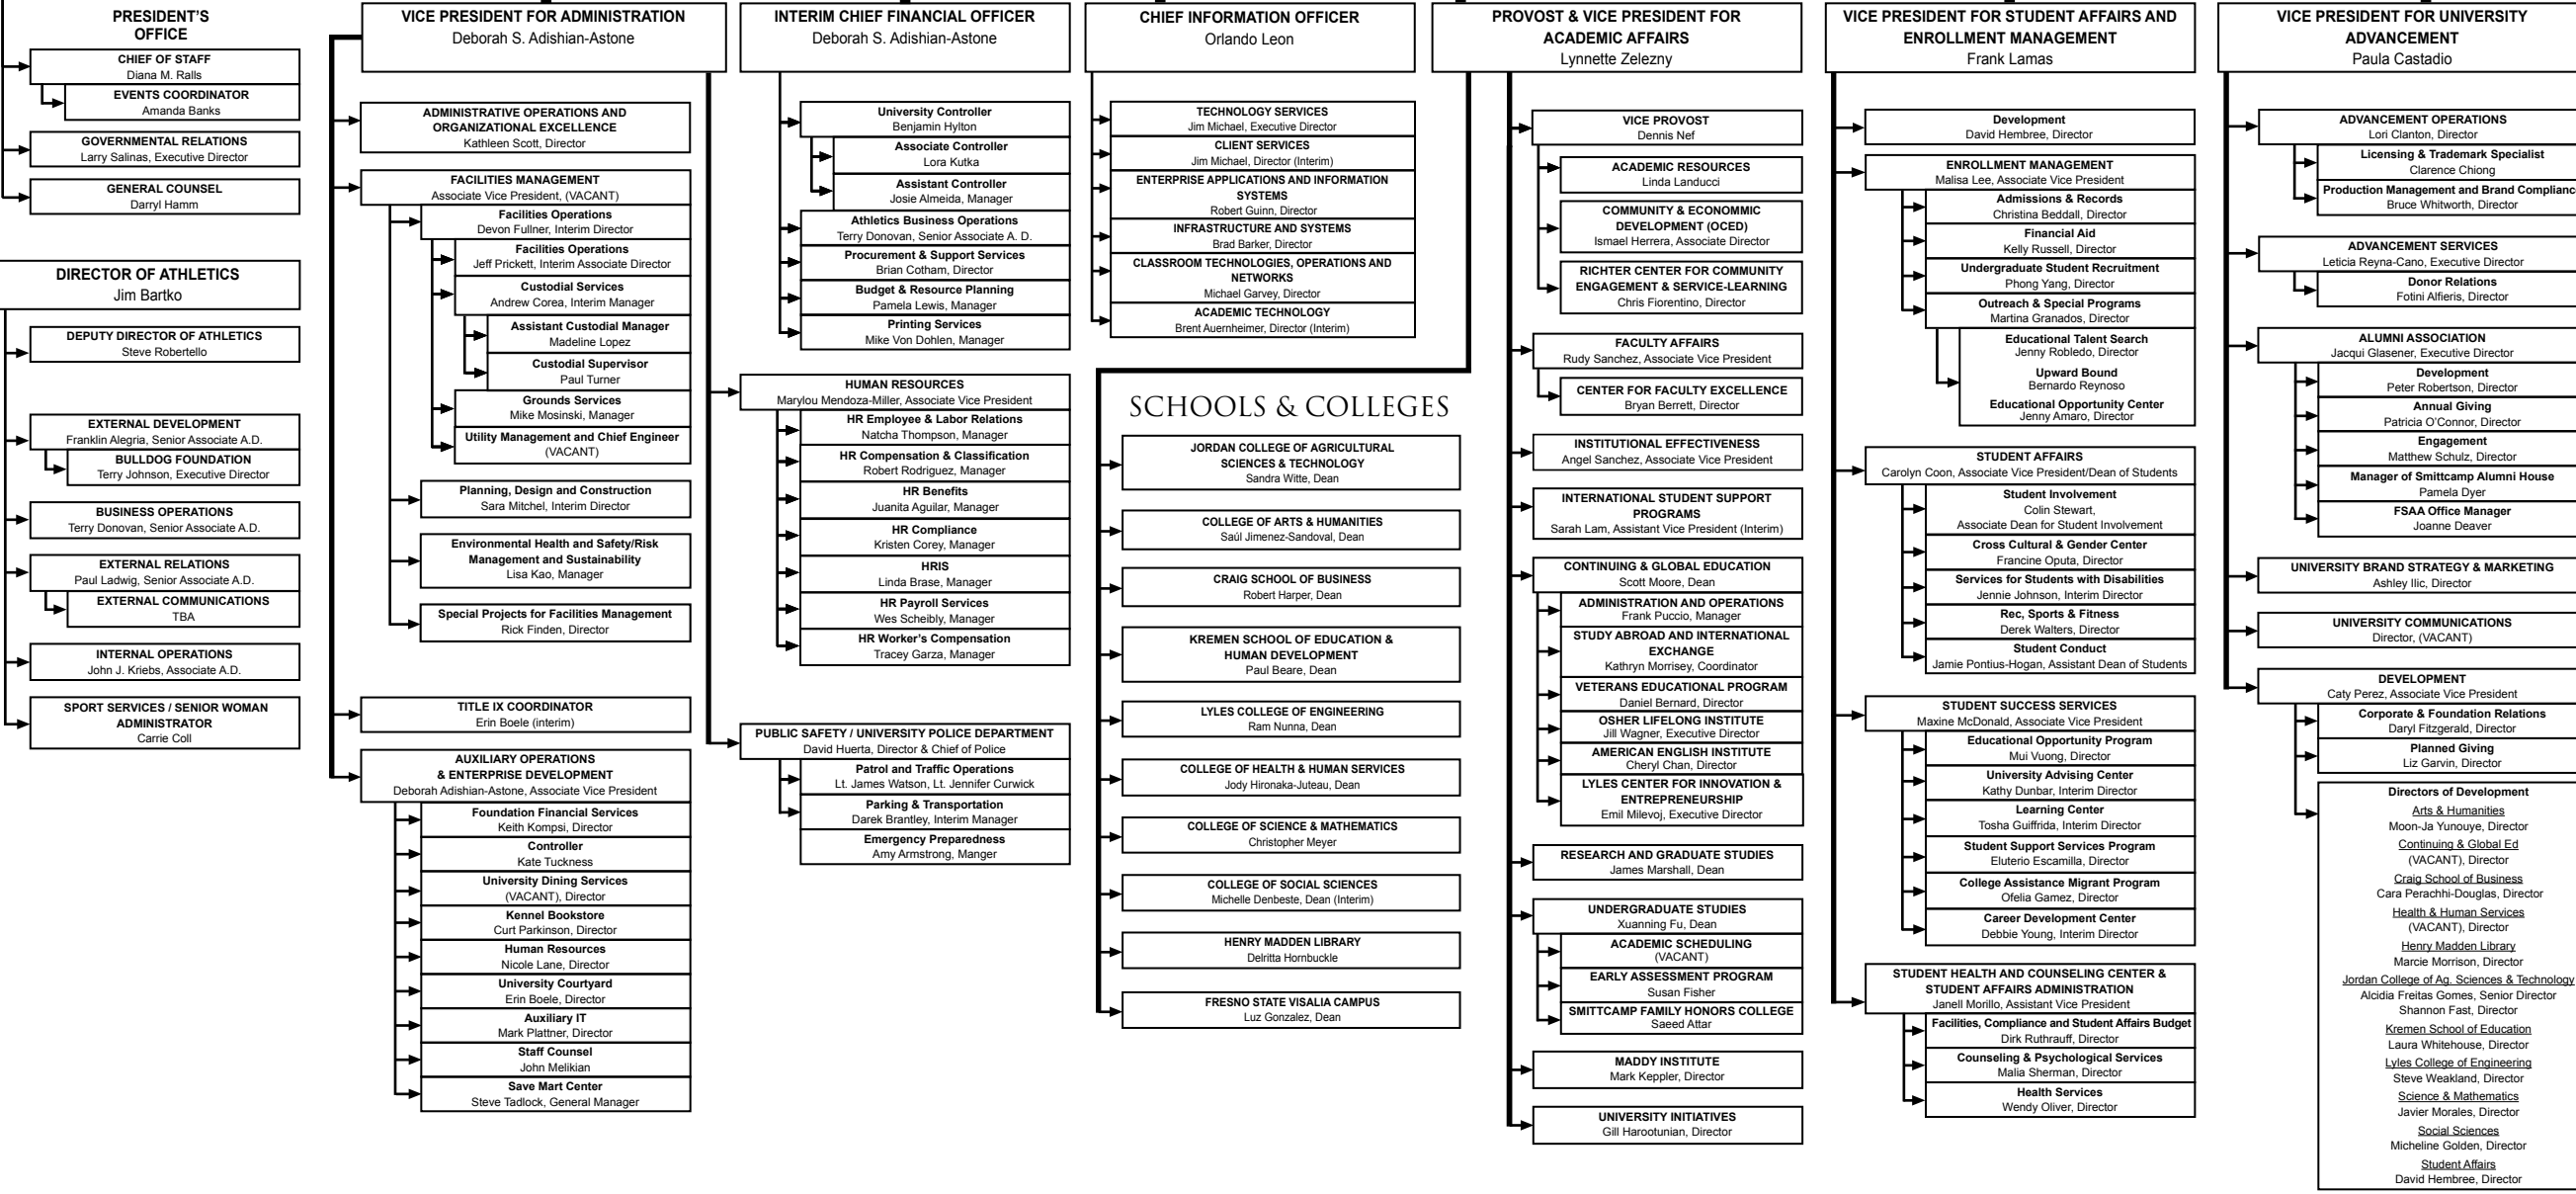 PRESIDENT'S
OFFICE
CHIEF OF STAFF
Diana M. Ralls
EVENTS COORDINATOR
Amanda Banks
GOVERNMENTAL RELATIONS
Larry Salinas, Executive Director
GENERAL COUNSEL
Darryl Hamm
DIRECTOR OF ATHLETICS
Jim Bartko
DEPUTY DIRECTOR OF ATHLETICS
Steve Robertello
EXTERNAL DEVELOPMENT
Franklin Alegria, Senior Associate A.D.
BULLDOG FOUNDATION
Terry Johnson, Executive Director
BUSINESS OPERATIONS
Terry Donovan, Senior Associate A.D.
EXTERNAL RELATIONS
Paul Ladwig, Senior Associate A.D.
EXTERNAL COMMUNICATIONS
TBA
INTERNAL OPERATIONS
John J. Kriebs, Associate A.D.
SPORT SERVICES / SENIOR WOMAN
ADMINISTRATOR
Carrie Coll
VICE PRESIDENT FOR ADMINISTRATION
Deborah S. Adishian-Astone
ADMINISTRATIVE OPERATIONS AND
ORGANIZATIONAL EXCELLENCE
Kathleen Scott, Director
FACILITIES MANAGEMENT
Associate Vice President, (VACANT)
Facilities Operations
Devon Fullner, Interim Director
Facilities Operations
Jeff Prickett, Interim Associate Director
Custodial Services
Andrew Corea, Interim Manager
Assistant Custodial Manager
Madeline Lopez
Custodial Supervisor
Paul Turner
Grounds Services
Mike Mosinski, Manager
Utility Management and Chief Engineer
(VACANT)
Planning, Design and Construction
Sara Mitchel, Interim Director
Environmental Health and Safety/Risk
Management and Sustainability
Lisa Kao, Manager
Special Projects for Facilities Management
Rick Finden, Director
TITLE IX COORDINATOR
Erin Boele (interim)
AUXILIARY OPERATIONS
& ENTERPRISE DEVELOPMENT
Deborah Adishian-Astone, Associate Vice President
Foundation Financial Services
Keith Kompsi, Director
Controller
Kate Tuckness
University Dining Services
(VACANT), Director
Kennel Bookstore
Curt Parkinson, Director
Human Resources
Nicole Lane, Director
University Courtyard
Erin Boele, Director
Auxiliary IT
Mark Plattner, Director
Staff Counsel
John Melikian
Save Mart Center
Steve Tadlock, General Manager
INTERIM CHIEF FINANCIAL OFFICER
Deborah S. Adishian-Astone
University Controller
Benjamin Hylton
Associate Controller
Lora Kutka
Assistant Controller
Josie Almeida, Manager
Athletics Business Operations
Terry Donovan, Senior Associate A. D.
Procurement & Support Services
Brian Cotham, Director
Budget & Resource Planning
Pamela Lewis, Manager
Printing Services
Mike Von Dohlen, Manager
HUMAN RESOURCES
Marylou Mendoza-Miller, Associate Vice President
HR Employee & Labor Relations
Natcha Thompson, Manager
HR Compensation & Classification
Robert Rodriguez, Manager
HR Benefits
Juanita Aguilar, Manager
HR Compliance
Kristen Corey, Manager
HRIS
Linda Brase, Manager
HR Payroll Services
Wes Scheibly, Manager
HR Worker's Compensation
Tracey Garza, Manager
PUBLIC SAFETY / UNIVERSITY POLICE DEPARTMENT
David Huerta, Director & Chief of Police
Patrol and Traffic Operations
Lt. James Watson, Lt. Jennifer Curwick
Parking & Transportation
Darek Brantley, Interim Manager
Emergency Preparedness
Amy Armstrong, Manger
CHIEF INFORMATION OFFICER
Orlando Leon
TECHNOLOGY SERVICES
Jim Michael, Executive Director
CLIENT SERVICES
Jim Michael, Director (Interim)
ENTERPRISE APPLICATIONS AND INFORMATION
SYSTEMS
Robert Guinn, Director
INFRASTRUCTURE AND SYSTEMS
Brad Barker, Director
CLASSROOM TECHNOLOGIES, OPERATIONS AND
NETWORKS
Michael Garvey, Director
ACADEMIC TECHNOLOGY
Brent Auernheimer, Director (Interim)
SCHOOLS & COLLEGES
JORDAN COLLEGE OF AGRICULTURAL
SCIENCES & TECHNOLOGY
Sandra Witte, Dean
COLLEGE OF ARTS & HUMANITIES
Saúl Jimenez-Sandoval, Dean
CRAIG SCHOOL OF BUSINESS
Robert Harper, Dean
KREMEN SCHOOL OF EDUCATION &
HUMAN DEVELOPMENT
Paul Beare, Dean
LYLES COLLEGE OF ENGINEERING
Ram Nunna, Dean
COLLEGE OF HEALTH & HUMAN SERVICES
Jody Hironaka-Juteau, Dean
COLLEGE OF SCIENCE & MATHEMATICS
Christopher Meyer
COLLEGE OF SOCIAL SCIENCES
Michelle Denbeste, Dean (Interim)
HENRY MADDEN LIBRARY
Delritta Hornbuckle
FRESNO STATE VISALIA CAMPUS
Luz Gonzalez, Dean
PROVOST & VICE PRESIDENT FOR
ACADEMIC AFFAIRS
Lynnette Zelezny
VICE PROVOST
Dennis Nef
ACADEMIC RESOURCES
Linda Landucci
COMMUNITY & ECONOMMIC
DEVELOPMENT (OCED)
Ismael Herrera, Associate Director
RICHTER CENTER FOR COMMUNITY
ENGAGEMENT & SERVICE-LEARNING
Chris Fiorentino, Director
FACULTY AFFAIRS
Rudy Sanchez, Associate Vice President
CENTER FOR FACULTY EXCELLENCE
Bryan Berrett, Director
INSTITUTIONAL EFFECTIVENESS
Angel Sanchez, Associate Vice President
INTERNATIONAL STUDENT SUPPORT
PROGRAMS
Sarah Lam, Assistant Vice President (Interim)
CONTINUING & GLOBAL EDUCATION
Scott Moore, Dean
ADMINISTRATION AND OPERATIONS
Frank Puccio, Manager
STUDY ABROAD AND INTERNATIONAL
EXCHANGE
Kathryn Morrisey, Coordinator
VETERANS EDUCATIONAL PROGRAM
Daniel Bernard, Director
OSHER LIFELONG INSTITUTE
Jill Wagner, Executive Director
AMERICAN ENGLISH INSTITUTE
Cheryl Chan, Director
LYLES CENTER FOR INNOVATION &
ENTREPRENEURSHIP
Emil Milevoj, Executive Director
RESEARCH AND GRADUATE STUDIES
James Marshall, Dean
UNDERGRADUATE STUDIES
Xuanning Fu, Dean
ACADEMIC SCHEDULING
(VACANT)
EARLY ASSESSMENT PROGRAM
Susan Fisher
SMITTCAMP FAMILY HONORS COLLEGE
Saeed Attar
MADDY INSTITUTE
Mark Keppler, Director
UNIVERSITY INITIATIVES
Gill Harootunian, Director
VICE PRESIDENT FOR STUDENT AFFAIRS AND
ENROLLMENT MANAGEMENT
Frank Lamas
Development
David Hembree, Director
ENROLLMENT MANAGEMENT
Malisa Lee, Associate Vice President
Admissions & Records
Christina Beddall, Director
Financial Aid
Kelly Russell, Director
Undergraduate Student Recruitment
Phong Yang, Director
Outreach & Special Programs
Martina Granados, Director
Educational Talent Search
Jenny Robledo, Director
Upward Bound
Bernardo Reynoso
Educational Opportunity Center
Jenny Amaro, Director
STUDENT AFFAIRS
Carolyn Coon, Associate Vice President/Dean of Students
Student Involvement
Colin Stewart,
Associate Dean for Student Involvement
Cross Cultural & Gender Center
Francine Oputa, Director
Services for Students with Disabilities
Jennie Johnson, Interim Director
Rec, Sports & Fitness
Derek Walters, Director
Student Conduct
Jamie Pontius-Hogan, Assistant Dean of Students
STUDENT SUCCESS SERVICES
Maxine McDonald, Associate Vice President
Educational Opportunity Program
Mui Vuong, Director
University Advising Center
Kathy Dunbar, Interim Director
Learning Center
Tosha Guiffrida, Interim Director
Student Support Services Program
Eluterio Escamilla, Director
College Assistance Migrant Program
Ofelia Gamez, Director
Career Development Center
Debbie Young, Interim Director
STUDENT HEALTH AND COUNSELING CENTER &
STUDENT AFFAIRS ADMINISTRATION
Janell Morillo, Assistant Vice President
Facilities, Compliance and Student Affairs Budget
Dirk Ruthrauff, Director
Counseling & Psychological Services
Malia Sherman, Director
Health Services
Wendy Oliver, Director
VICE PRESIDENT FOR UNIVERSITY
ADVANCEMENT
Paula Castadio
ADVANCEMENT OPERATIONS
Lori Clanton, Director
Licensing & Trademark Specialist
Clarence Chiong
Production Management and Brand Compliance
Bruce Whitworth, Director
ADVANCEMENT SERVICES
Leticia Reyna-Cano, Executive Director
Donor Relations
Fotini Alfieris, Director
ALUMNI ASSOCIATION
Jacqui Glasener, Executive Director
Development
Peter Robertson, Director
Annual Giving
Patricia O'Connor, Director
Engagement
Matthew Schulz, Director
Manager of Smittcamp Alumni House
Pamela Dyer
FSAA Office Manager
Joanne Deaver
UNIVERSITY BRAND STRATEGY & MARKETING
Ashley Ilic, Director
UNIVERSITY COMMUNICATIONS
Director, (VACANT)
DEVELOPMENT
Caty Perez, Associate Vice President
Corporate & Foundation Relations
Daryl Fitzgerald, Director
Planned Giving
Liz Garvin, Director
Directors of Development
Arts & Humanities
Moon-Ja Yunouye, Director
Continuing & Global Ed
(VACANT), Director
Craig School of Business
Cara Perachhi-Douglas, Director
Health & Human Services
(VACANT), Director
Henry Madden Library
Marcie Morrison, Director
Jordan College of Ag. Sciences & Technology
Alcidia Freitas Gomes, Senior Director
Shannon Fast, Director
Kremen School of Education
Laura Whitehouse, Director
Lyles College of Engineering
Steve Weakland, Director
Science & Mathematics
Javier Morales, Director
Social Sciences
Micheline Golden, Director
Student Affairs
David Hembree, Director